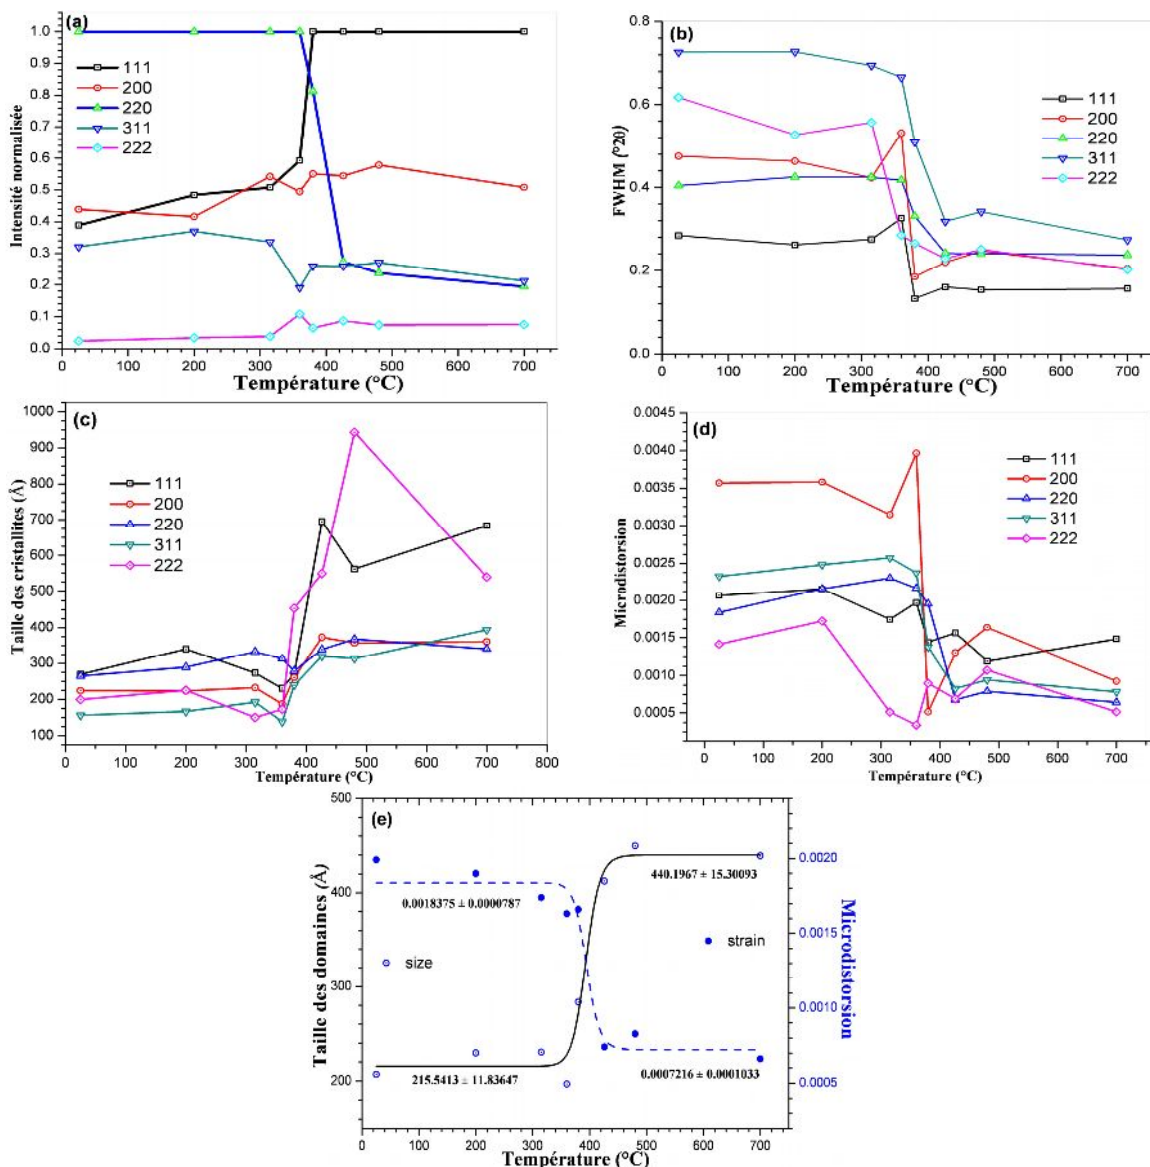 (a)
1.0
0.9
0.8
0.7
0.6
0.5
0.4
0.3
0.2
0.1
0.0
Intensité normalisée
111
200
220
311
222
0 100 200 300 400 500 600 700
Température (°C)
(b)
0.8
0.6
0.4
0.2
0.0
FWHM (°2θ)
111
200
220
311
222
0 100 200 300 400 500 600 700
Température (°C)
(c)
1000
900
800
700
600
500
400
300
200
100
Taille des cristallites (Å)
111
200
220
311
222
0 100 200 300 400 500 600 700 800
Température (°C)
(d)
0.0045
0.0040
0.0035
0.0030
0.0025
0.0020
0.0015
0.0010
0.0005
Microdistorsion
111
200
220
311
222
0 100 200 300 400 500 600 700
Température (°C)
(e)
500
400
300
200
Taille des domaines (Å)
0.0018375 ± 0.0000787
440.1967 ± 15.30093
size
strain
215.5413 ± 11.83647
0.0007216 ± 0.0001033
0.0020
0.0015
0.0010
0.0005
Microdistorsion
0 100 200 300 400 500 600 700
Température (°C)